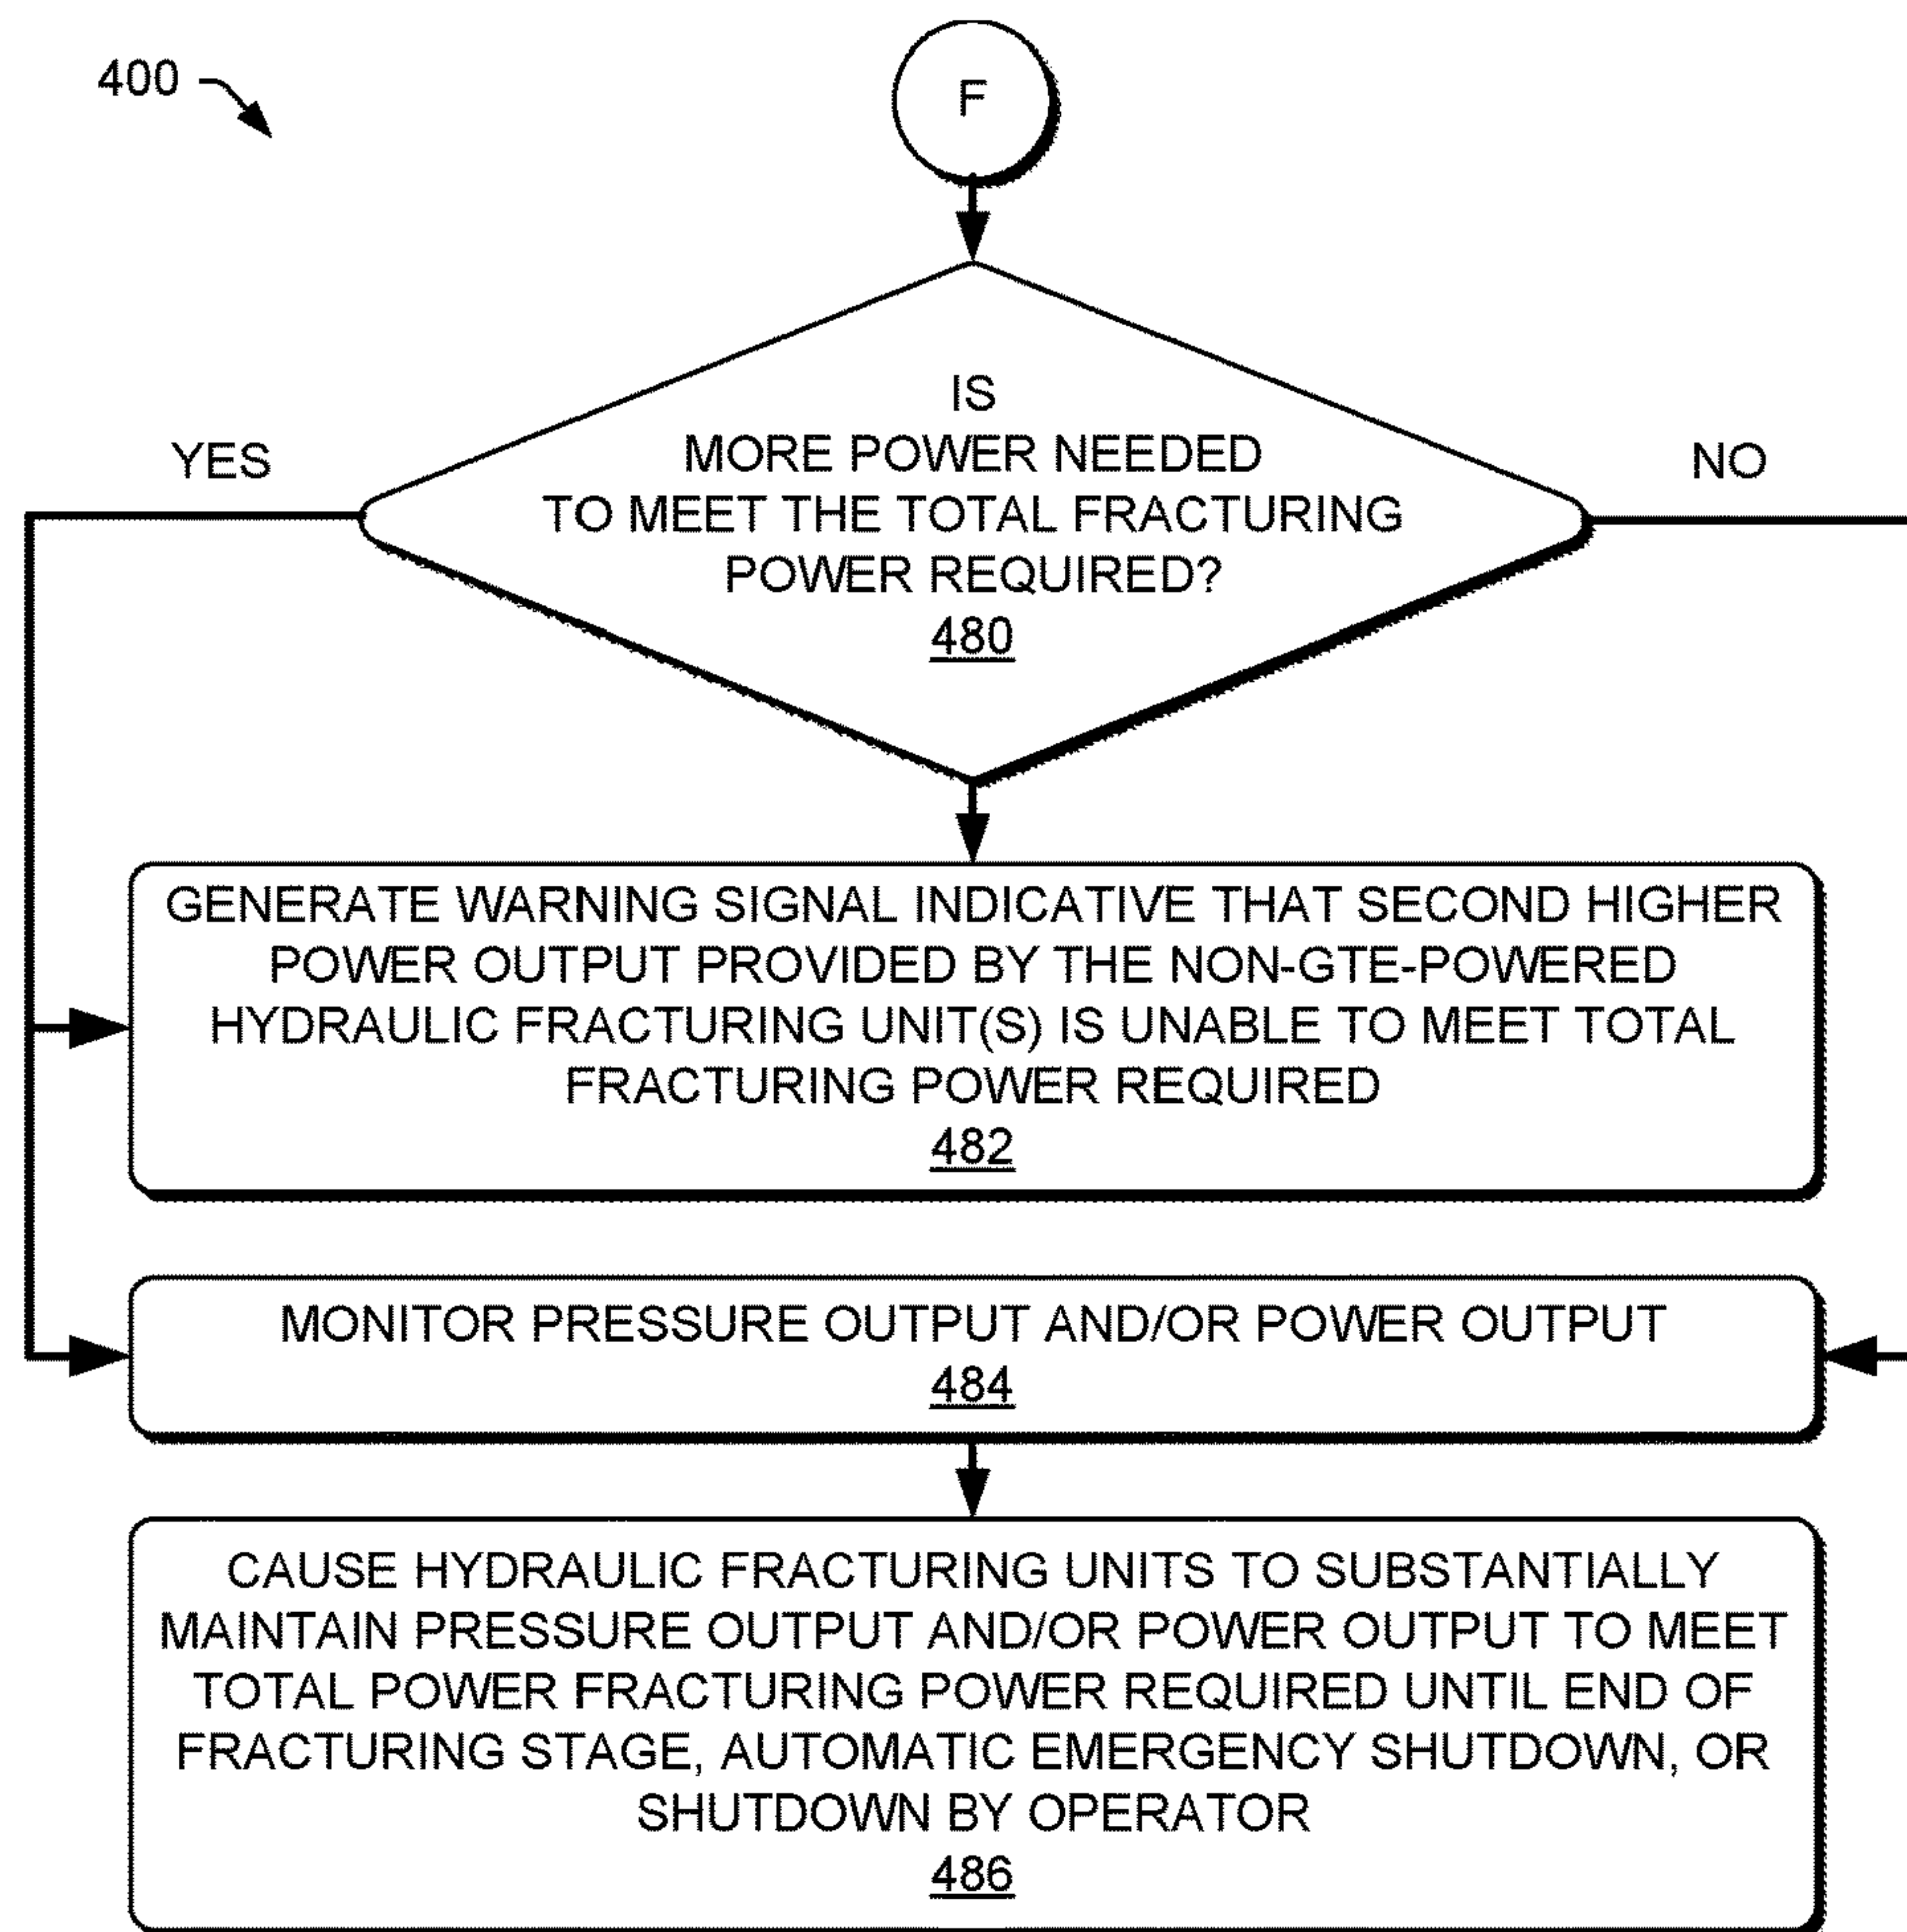 400
F
IS
MORE POWER NEEDED
TO MEET THE TOTAL FRACTURING
POWER REQUIRED?
480
YES
NO
GENERATE WARNING SIGNAL INDICATIVE THAT SECOND HIGHER
POWER OUTPUT PROVIDED BY THE NON-GTE-POWERED
HYDRAULIC FRACTURING UNIT(S) IS UNABLE TO MEET TOTAL
FRACTURING POWER REQUIRED
482
MONITOR PRESSURE OUTPUT AND/OR POWER OUTPUT
484
CAUSE HYDRAULIC FRACTURING UNITS TO SUBSTANTIALLY
MAINTAIN PRESSURE OUTPUT AND/OR POWER OUTPUT TO MEET
TOTAL POWER FRACTURING POWER REQUIRED UNTIL END OF
FRACTURING STAGE, AUTOMATIC EMERGENCY SHUTDOWN, OR
SHUTDOWN BY OPERATOR
486